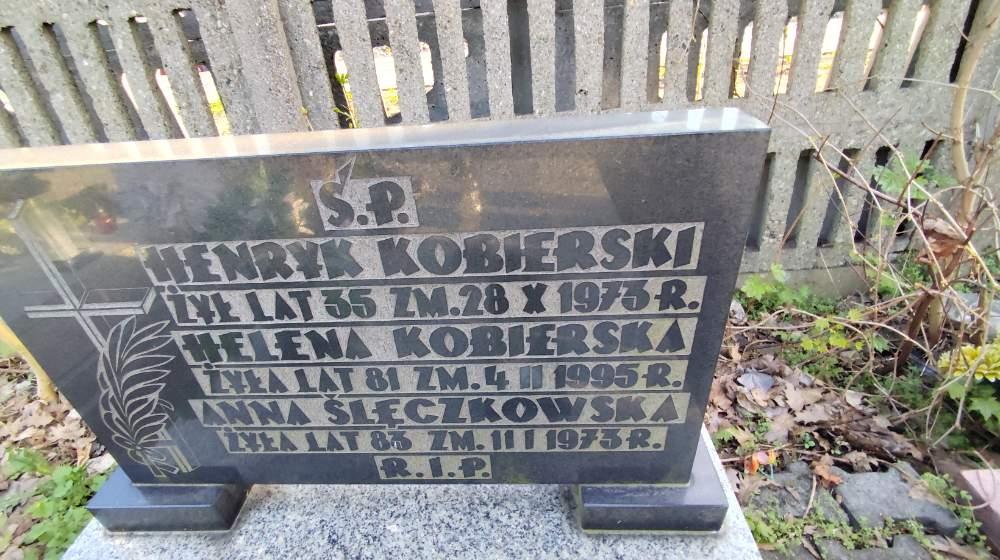 Ś.P.
HENRYK KOBIERSKI
ŻYŁ LAT 35 ZM. 28 X 1973 R.
HELENA KOBIERSKA
ŻYŁA LAT 81 ZM. 4 II 1995 R.
ANNA ŚLĘCZKOWSKA
ŻYŁA LAT 83 ZM. 11 I 1973 R.
R.I.P.